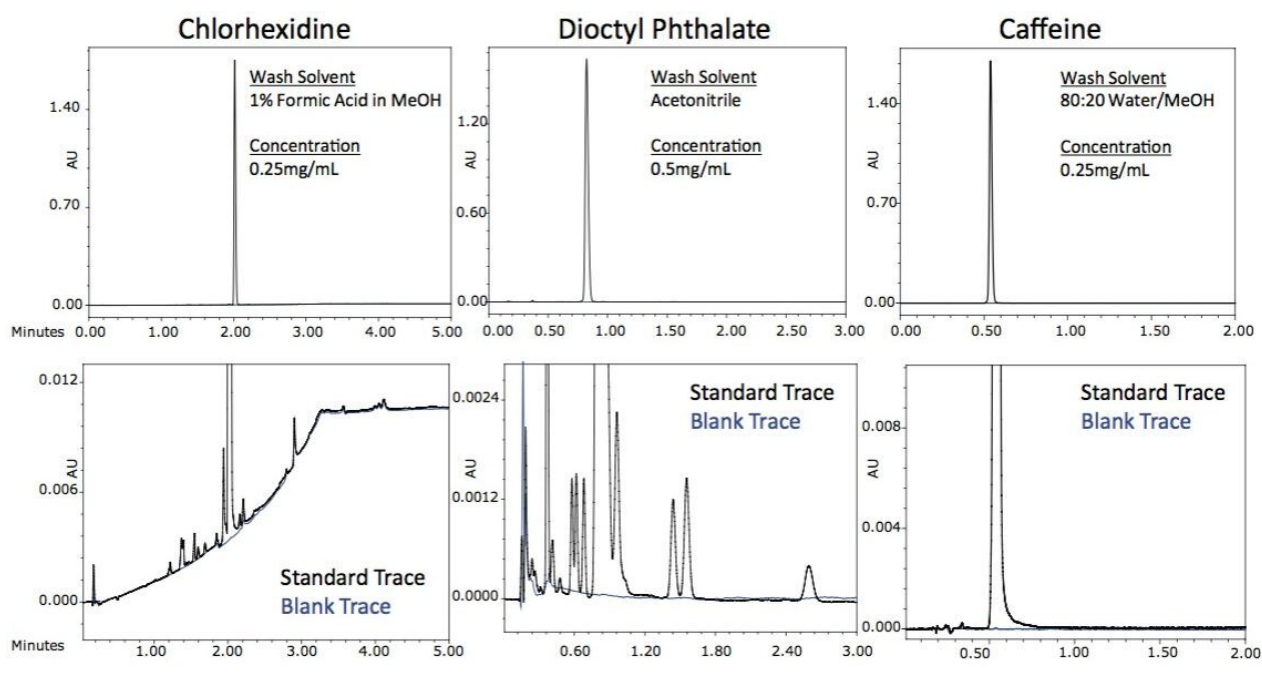 Chlorhexidine
Wash Solvent
1% Formic Acid in MeOH
Concentration
0.25mg/mL
AU
1.40
0.70
0.00
Minutes
0.00 1.00 2.00 3.00 4.00 5.00
Dioctyl Phthalate
Wash Solvent
Acetonitrile
Concentration
0.5mg/mL
AU
1.20
0.60
0.00
0.00 0.50 1.00 1.50 2.00 2.50 3.00
Caffeine
Wash Solvent
80:20 Water/MeOH
Concentration
0.25mg/mL
AU
1.40
0.70
0.00
0.00 0.50 1.00 1.50 2.00
0.012
0.006
0.000
AU
Standard Trace
Blank Trace
Minutes
1.00 2.00 3.00 4.00 5.00
0.0024
0.0012
0.0000
AU
Standard Trace
Blank Trace
0.60 1.20 1.80 2.40 3.00
0.008
0.004
0.000
AU
Standard Trace
Blank Trace
0.50 1.00 1.50 2.00